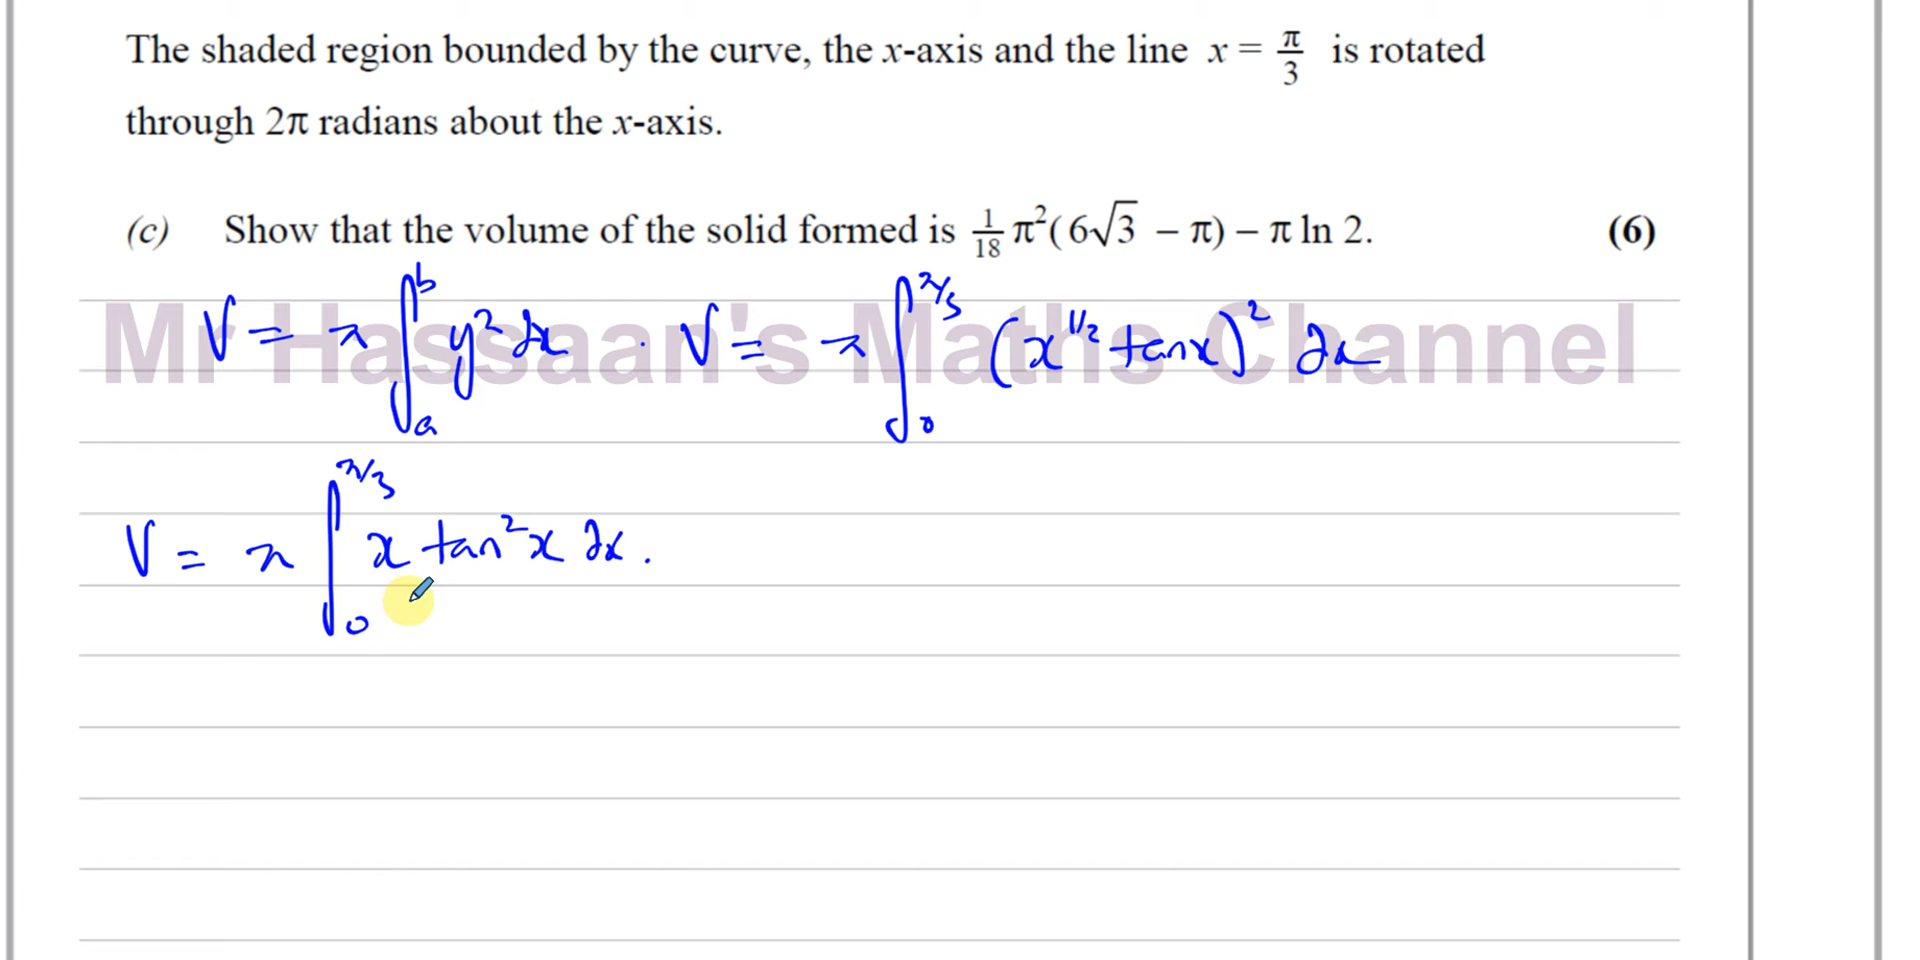 The shaded region bounded by the curve, the x-axis and the line x = π/3 is rotated
through 2π radians about the x-axis.
(c) Show that the volume of the solid formed is 1/18 π²(6√3 − π) − π ln 2. (6)
Mr Hassaan's Maths Channel
V = π ∫_a^b y² dx . V = π ∫_0^{π/3} (x^{1/2} tan x)² dx
V = π ∫_0^{π/3} x tan² x dx.